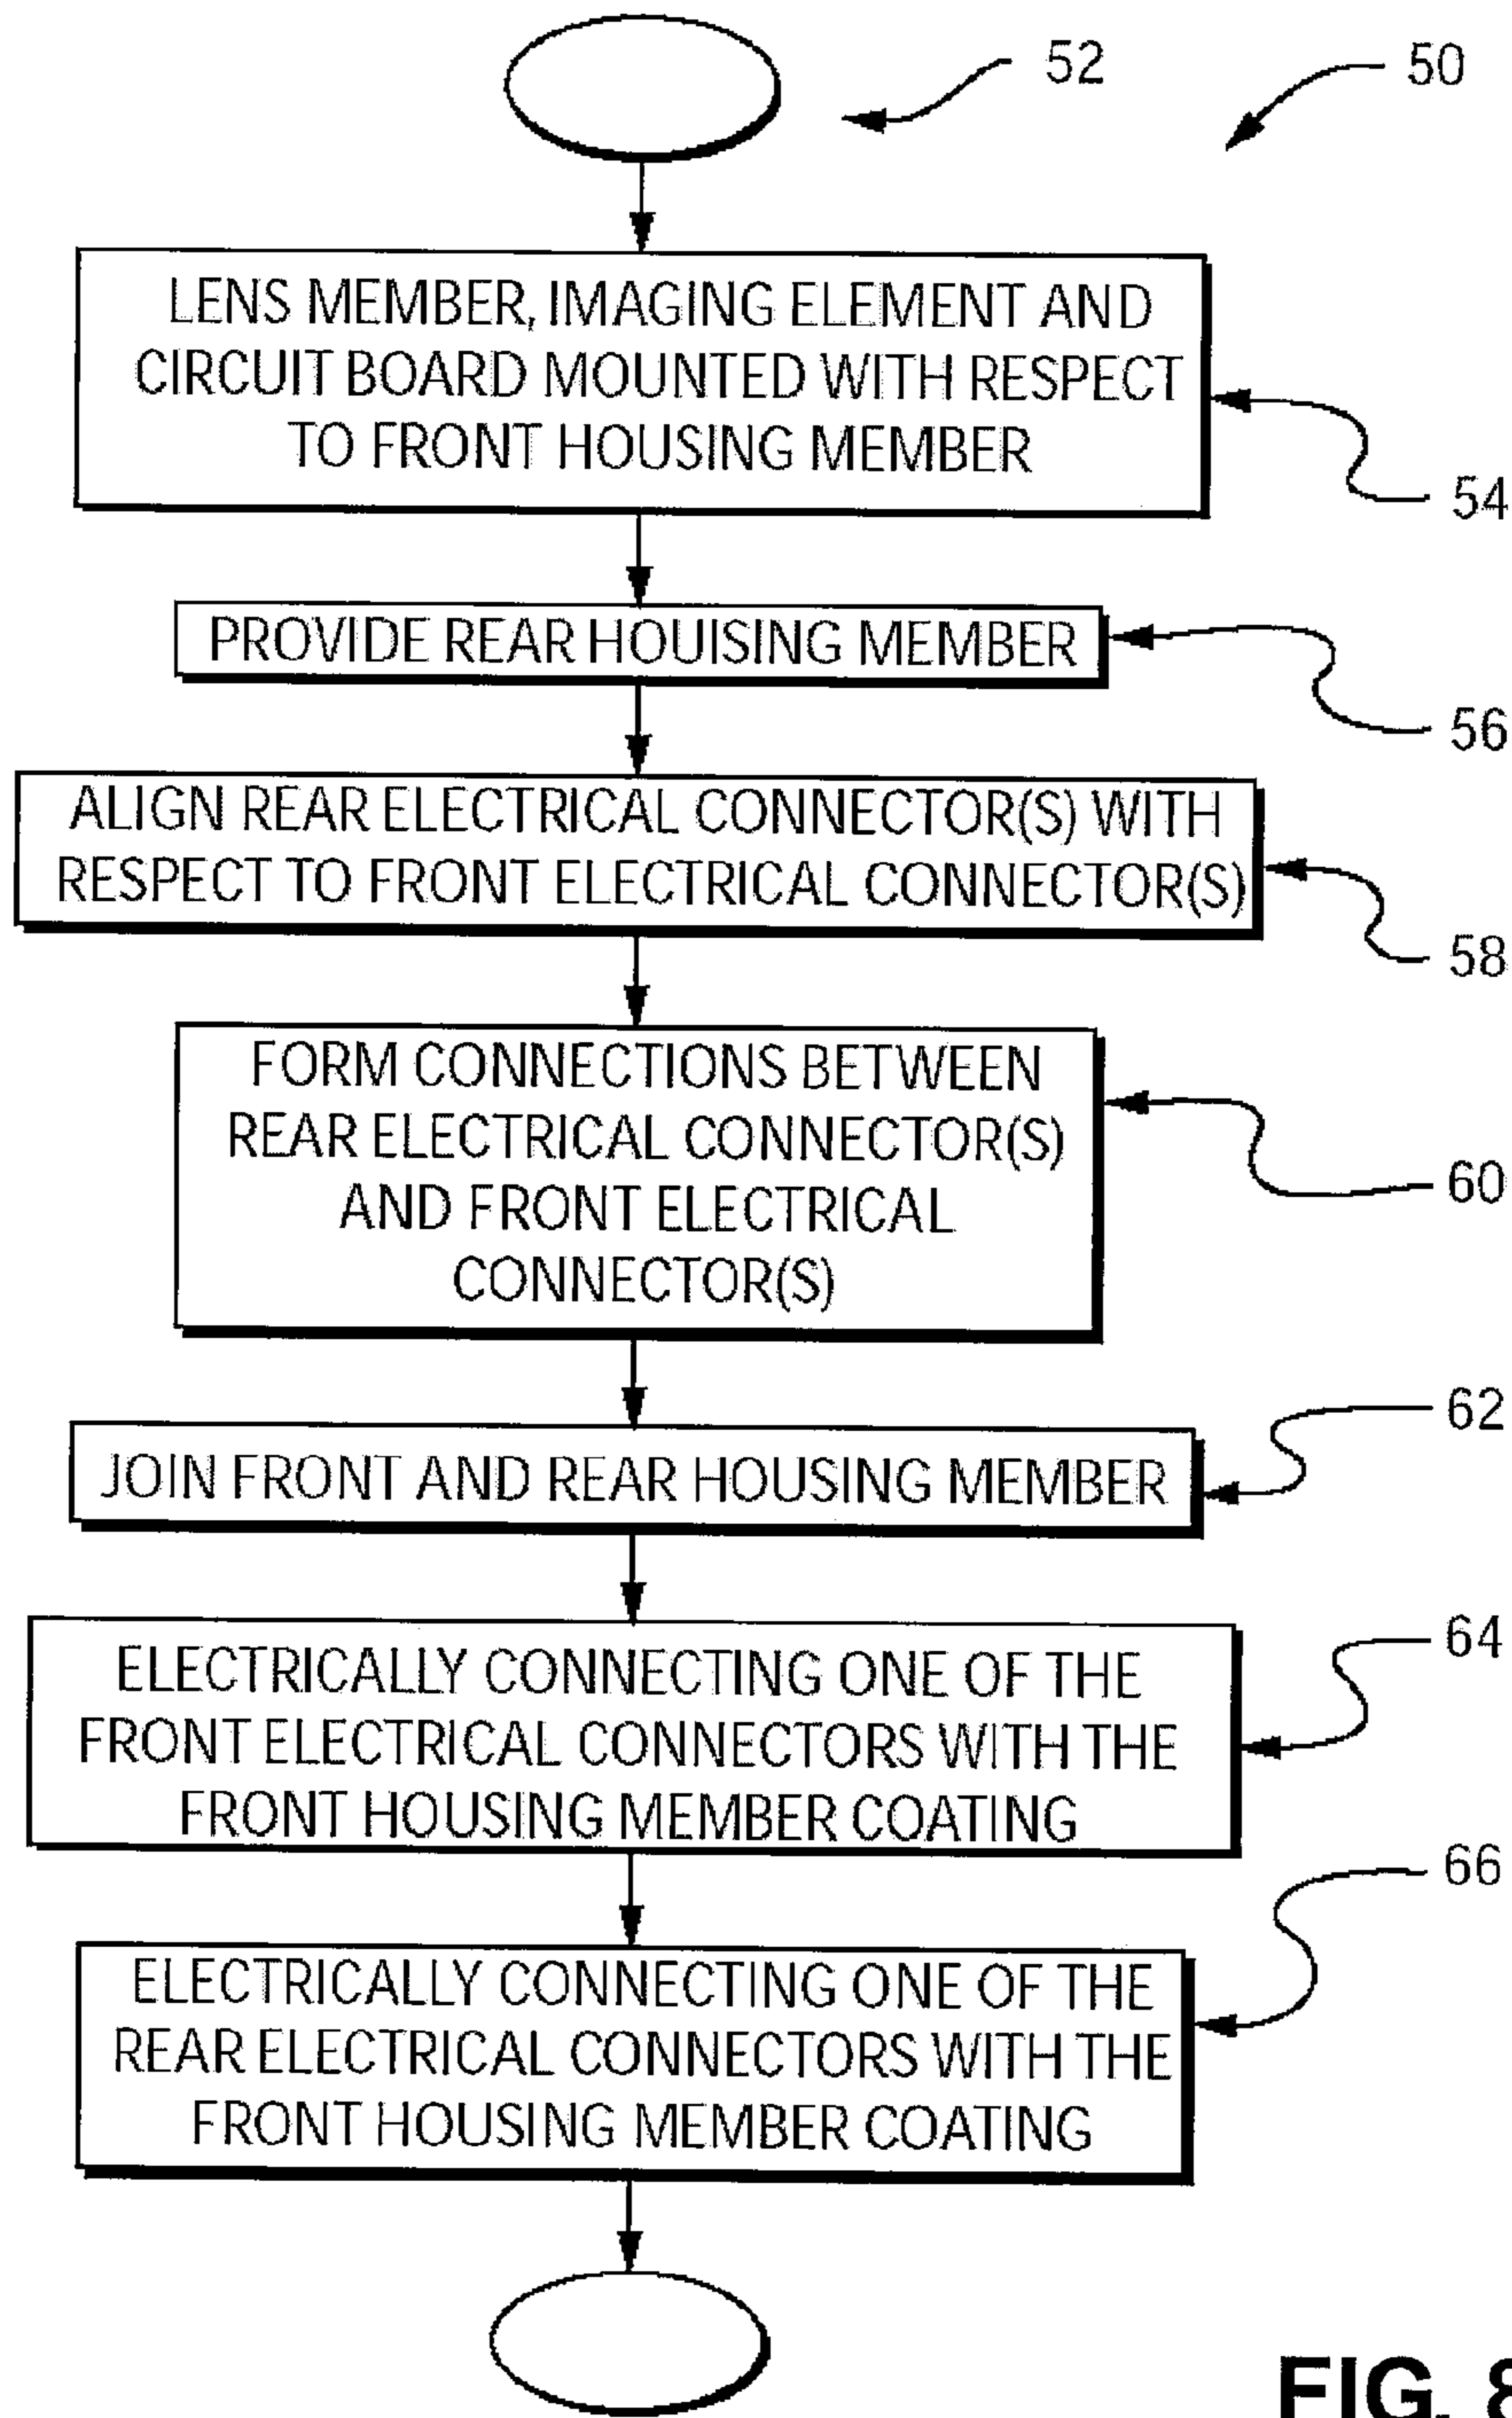 52
50
LENS MEMBER, IMAGING ELEMENT AND
CIRCUIT BOARD MOUNTED WITH RESPECT
TO FRONT HOUSING MEMBER
54
PROVIDE REAR HOUISING MEMBER
56
ALIGN REAR ELECTRICAL CONNECTOR(S) WITH
RESPECT TO FRONT ELECTRICAL CONNECTOR(S)
58
FORM CONNECTIONS BETWEEN
REAR ELECTRICAL CONNECTOR(S)
AND FRONT ELECTRICAL
CONNECTOR(S)
60
62
JOIN FRONT AND REAR HOUSING MEMBER
64
ELECTRICALLY CONNECTING ONE OF THE
FRONT ELECTRICAL CONNECTORS WITH THE
FRONT HOUSING MEMBER COATING
66
ELECTRICALLY CONNECTING ONE OF THE
REAR ELECTRICAL CONNECTORS WITH THE
FRONT HOUSING MEMBER COATING
FIG. 8